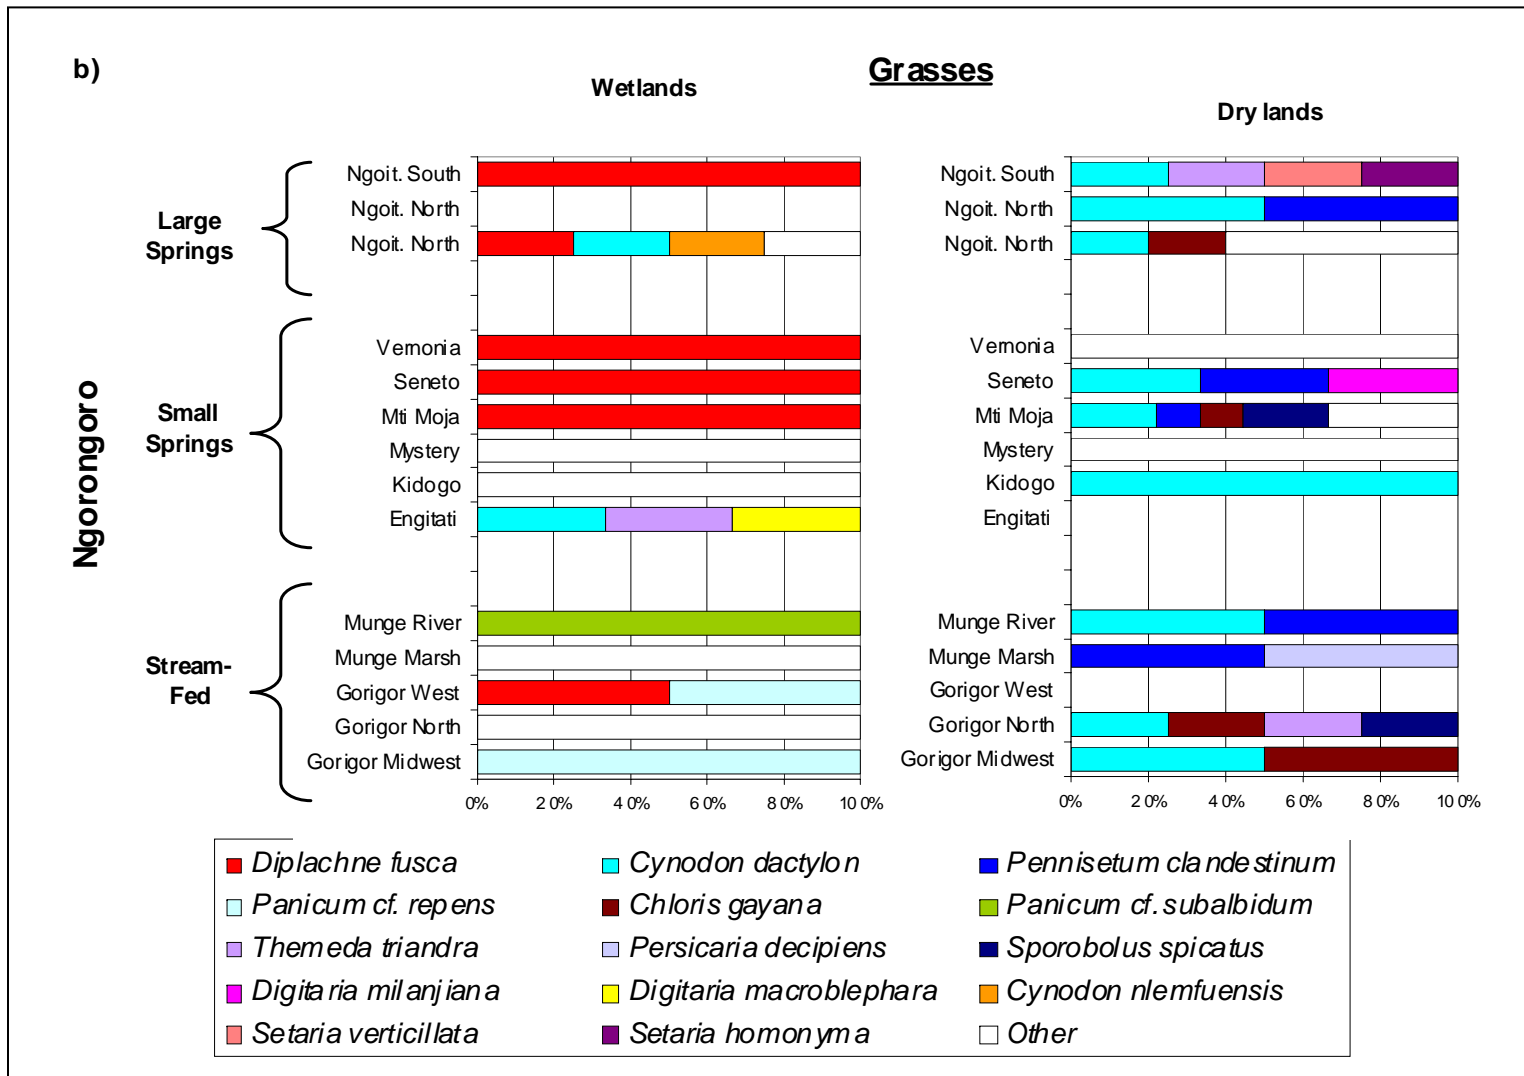 b)
Grasses
Wetlands
Dry lands
Ngorongoro
Large
Springs
Small
Springs
Stream-
Fed
Ngoit. South
Ngoit. North
Ngoit. North
Vernonia
Seneto
Mti Moja
Mystery
Kidogo
Engitati
Munge River
Munge Marsh
Gorigor West
Gorigor North
Gorigor Midwest
0% 20% 40% 60% 80% 100%
Ngoit. South
Ngoit. North
Ngoit. North
Vernonia
Seneto
Mti Moja
Mystery
Kidogo
Engitati
Munge River
Munge Marsh
Gorigor West
Gorigor North
Gorigor Midwest
0% 20% 40% 60% 80% 100%
Diplachne fusca Cynodon dactylon Pennisetum clandestinum
Panicum cf. repens Chloris gayana Panicum cf. subalbidum
Themeda triandra Persicaria decipiens Sporobolus spicatus
Digitaria milanjiana Digitaria macroblephara Cynodon nlemfuensis
Setaria verticillata Setaria homonyma Other